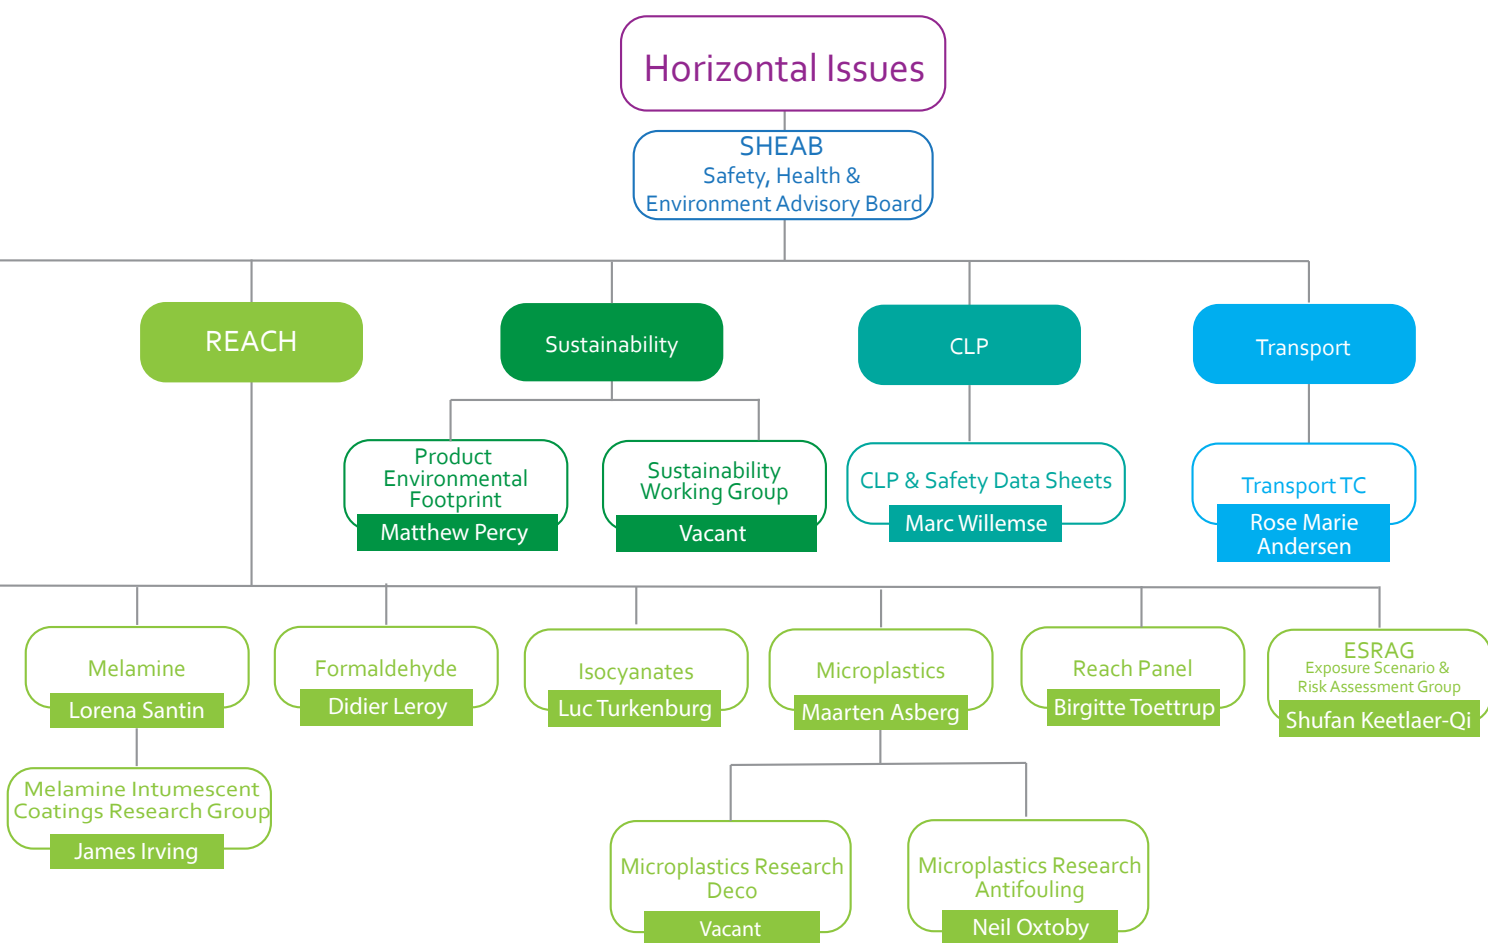 Horizontal Issues
SHEAB
Safety, Health &
Environment Advisory Board
REACH
Sustainability
CLP
Transport
Product
Environmental
Footprint
Matthew Percy
Sustainability
Working Group
Vacant
CLP & Safety Data Sheets
Marc Willemse
Transport TC
Rose Marie
Andersen
Melamine
Lorena Santin
Formaldehyde
Didier Leroy
Isocyanates
Luc Turkenburg
Microplastics
Maarten Asberg
Reach Panel
Birgitte Toettrup
ESRAG
Exposure Scenario &
Risk Assessment Group
Shufan Keetlaer-Qi
Melamine Intumescent
Coatings Research Group
James Irving
Microplastics Research
Deco
Vacant
Microplastics Research
Antifouling
Neil Oxtoby